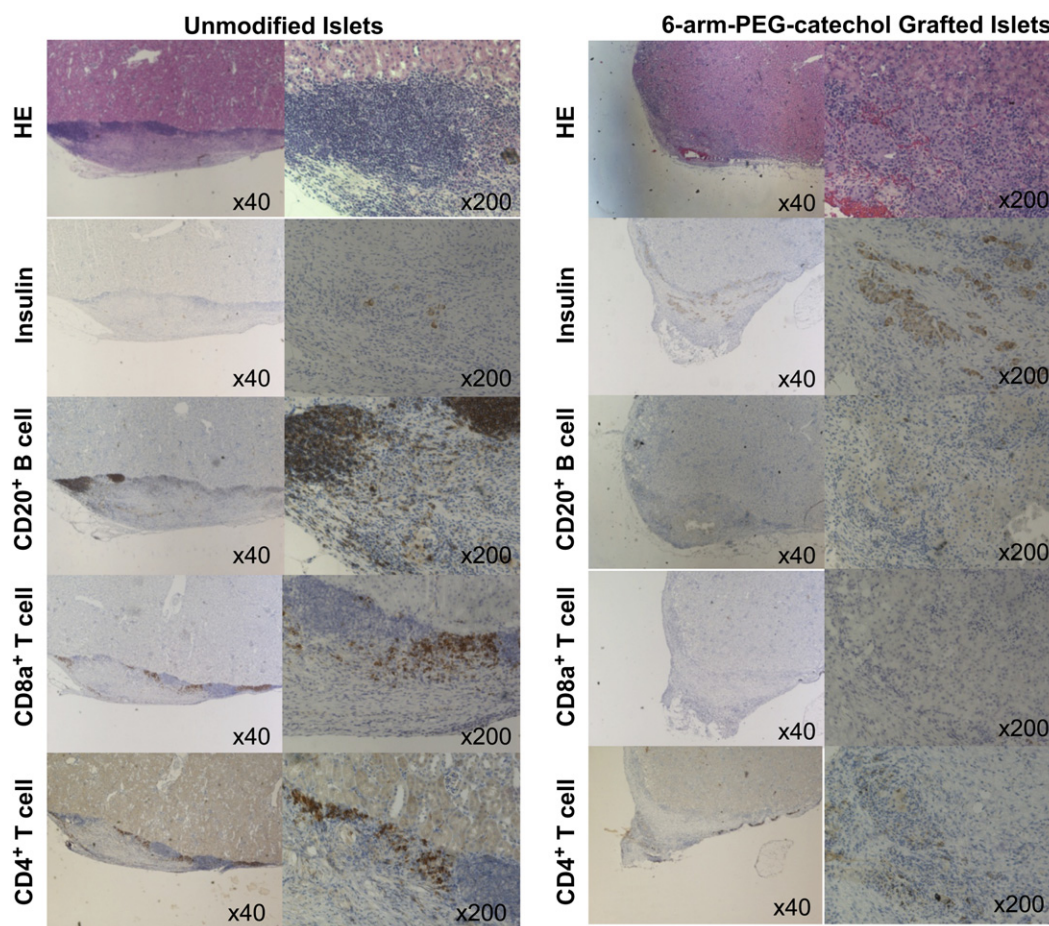 Unmodified Islets
6-arm-PEG-catechol Grafted Islets
HE
x40
x200
HE
x40
x200
Insulin
x40
x200
Insulin
x40
x200
CD20⁺ B cell
x40
x200
CD20⁺ B cell
x40
x200
CD8a⁺ T cell
x40
x200
CD8a⁺ T cell
x40
x200
CD4⁺ T cell
x40
x200
CD4⁺ T cell
x40
x200